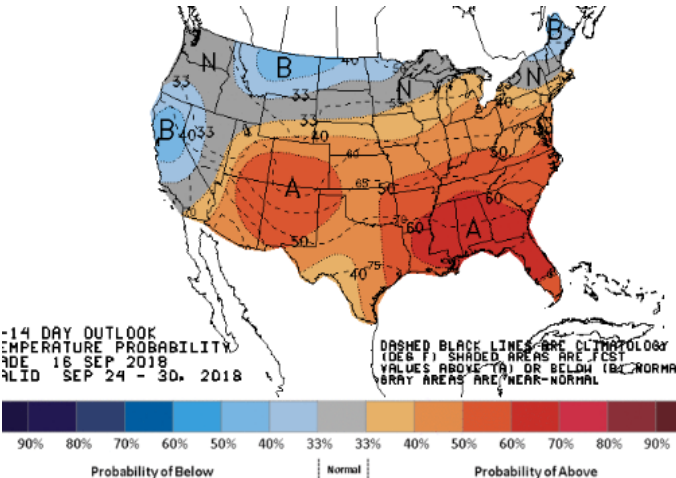 B
40
50
N
B
N
N
33
33
33
40
B
40
33
33
40
60
50
A
65
50
60
70
60
A
50
40
75
-14 DAY OUTLOOK
EMPERATURE PROBABILITY
ADE 16 SEP 2018
ALID SEP 24 - 30, 2018
DASHED BLACK LINES ARE CLIMATOLOGY
(DEG F) SHADED AREAS ARE FCST
VALUES ABOVE (A) OR BELOW (B) NORMA
GRAY AREAS ARE NEAR-NORMAL
90% 80% 70% 60% 50% 40% 33% 33% 40% 50% 60% 70% 80% 90%
Probability of Below Normal Probability of Above